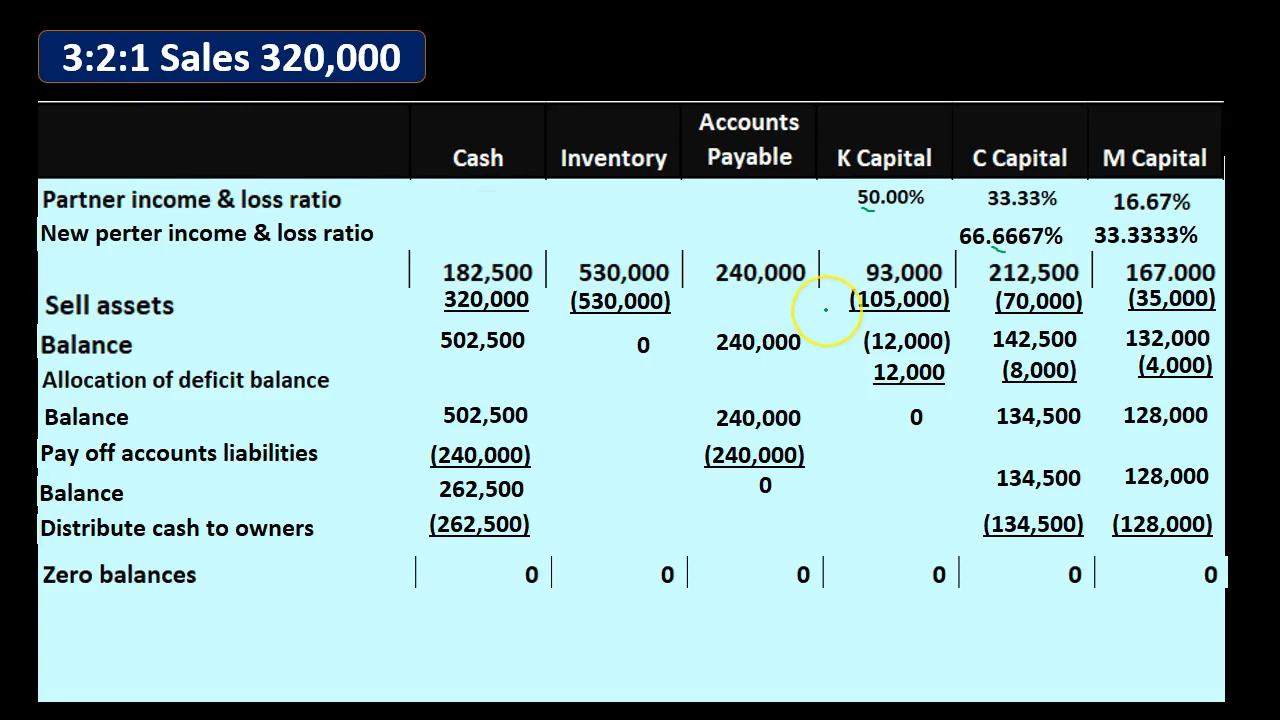 3:2:1 Sales 320,000
Cash Inventory Accounts Payable K Capital C Capital M Capital
Partner income & loss ratio 50.00% 33.33% 16.67%
New perter income & loss ratio 66.6667% 33.3333%
182,500 530,000 240,000 93,000 212,500 167.000
Sell assets 320,000 (530,000) (105,000) (70,000) (35,000)
Balance 502,500 0 240,000 (12,000) 142,500 132,000
Allocation of deficit balance 12,000 (8,000) (4,000)
Balance 502,500 240,000 0 134,500 128,000
Pay off accounts liabilities (240,000) (240,000)
Balance 262,500 0 134,500 128,000
Distribute cash to owners (262,500) (134,500) (128,000)
Zero balances 0 0 0 0 0 0